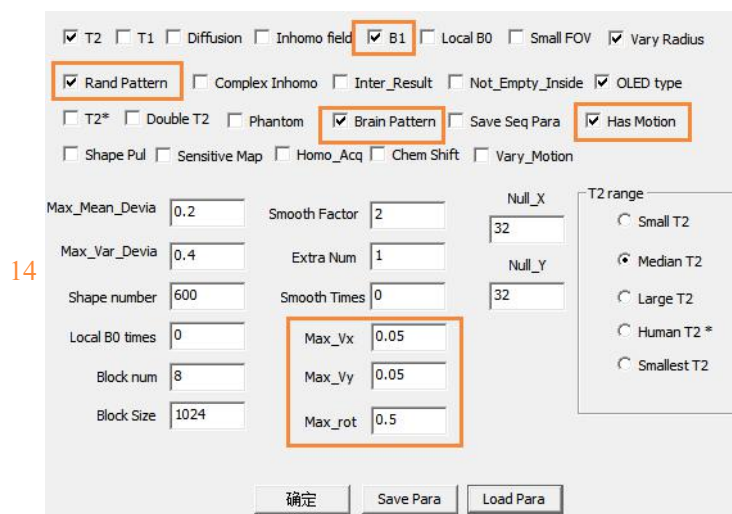 T2 T1 Diffusion Inhomo field B1 Local B0 Small FOV Vary Radius
Rand Pattern Complex Inhomo Inter_Result Not_Empty_Inside OLED type
T2* Double T2 Phantom Brain Pattern Save Seq Para Has Motion
Shape Pul Sensitive Map Homo_Acq Chem Shift Vary_Motion
Max_Mean_Devia 0.2 Smooth Factor 2 Null_X 32 T2 range
Small T2
14 Max_Var_Devia 0.4 Extra Num 1 Null_Y Median T2
Shape number 600 Smooth Times 0 32 Large T2
Local B0 times 0 Max_Vx 0.05 Human T2 *
Block num 8 Max_Vy 0.05 Smallest T2
Block Size 1024 Max_rot 0.5
确定 Save Para Load Para